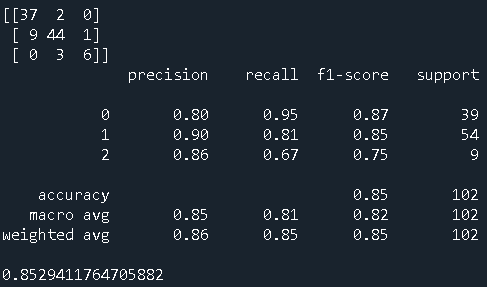 [[37  2  0]
 [ 9 44  1]
 [ 0  3  6]]
              precision    recall  f1-score   support

           0       0.80      0.95      0.87        39
           1       0.90      0.81      0.85        54
           2       0.86      0.67      0.75         9

    accuracy                           0.85       102
   macro avg       0.85      0.81      0.82       102
weighted avg       0.86      0.85      0.85       102

0.8529411764705882